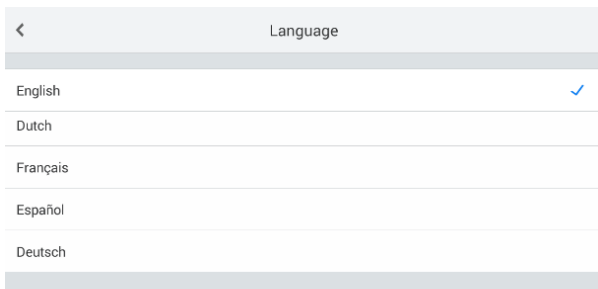 Language
English
Dutch
Français
Español
Deutsch